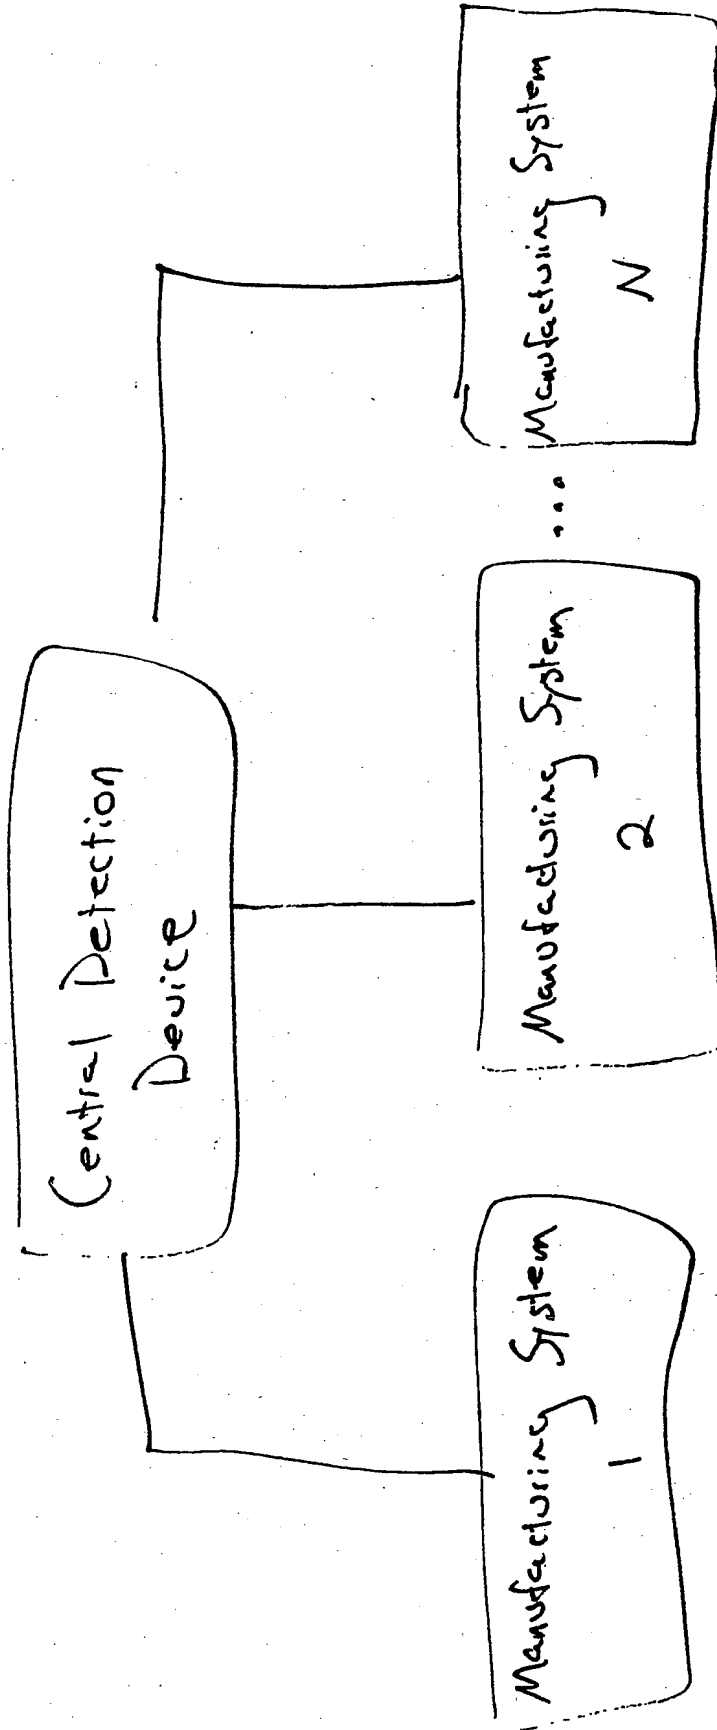 Central Detection
Device
Manufacturing System
1
Manufacturing System
2
...
Manufacturing System
N